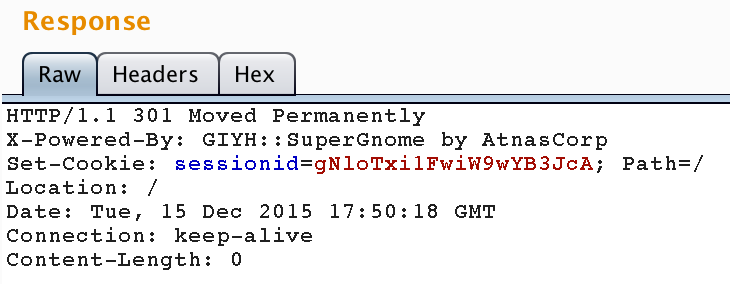 Response
Raw Headers Hex
HTTP/1.1 301 Moved Permanently
X-Powered-By: GIYH::SuperGnome by AtnasCorp
Set-Cookie: sessionid=gNloTxi1FwiW9wYB3JcA; Path=/
Location: /
Date: Tue, 15 Dec 2015 17:50:18 GMT
Connection: keep-alive
Content-Length: 0